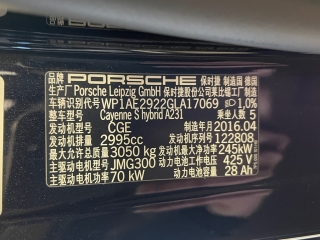 品牌 PORSCHE 保时捷 制造国 德国
生产厂 Porsche Leipzig GmbH 保时捷股份公司莱比锡工厂制造
车辆识别代号 WP1AE2922GLA17069 1.0%
整车型号 Cayenne S hybrid A231 乘坐人数 5
发动机型号 CGE 制造年月 2016.04
发动机排量 2995cc 发动机号 122808
最大允许总质量 3050 kg 发动机最大净功率 245kW
主驱动电机型号 JMG300 动力电池工作电压 425 V
主驱动电机功率 70 kW 动力电池容量 28 Ah